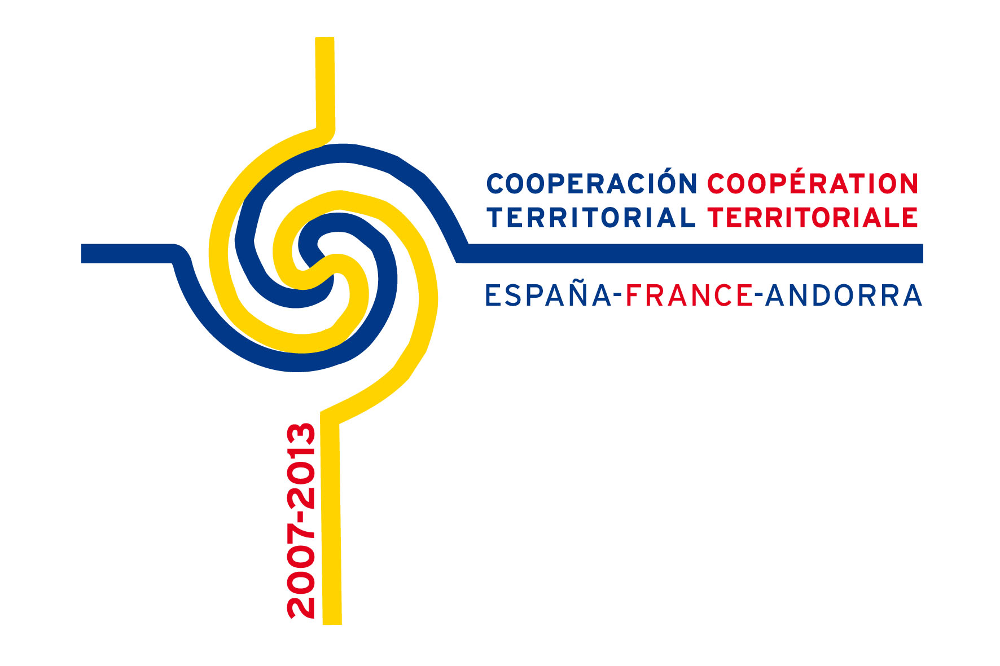 COOPERACIÓN COOPÉRATION
TERRITORIAL TERRITORIALE
ESPAÑA-FRANCE-ANDORRA
2007-2013